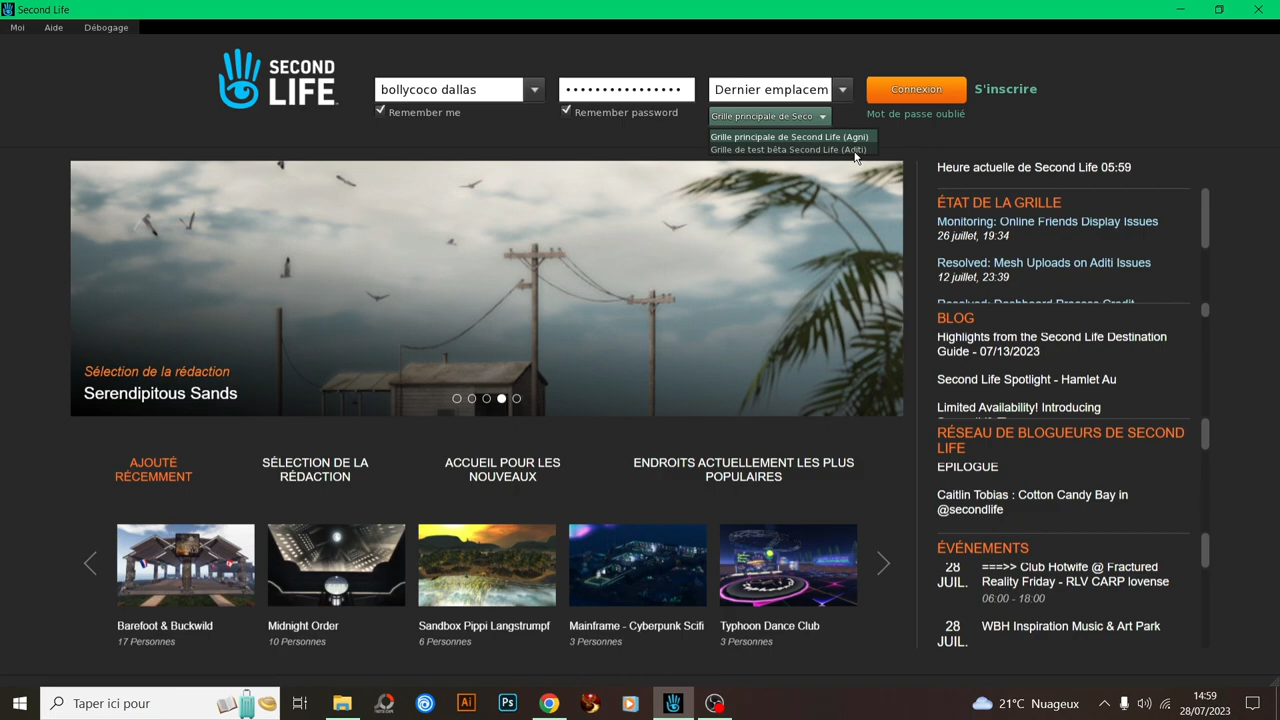 Second Life
Moi Aide Débogage
SECOND
LIFE
bollycoco dallas
Dernier emplacem
Connexion
S'inscrire
Remember me
Remember password
Grille principale de Seco
Mot de passe oublié
Grille principale de Second Life (Agni)
Grille de test bêta Second Life (Aditi)
Heure actuelle de Second Life 05:59
ÉTAT DE LA GRILLE
Monitoring: Online Friends Display Issues
26 juillet, 19:34
Resolved: Mesh Uploads on Aditi Issues
12 juillet, 23:39
BLOG
Highlights from the Second Life Destination
Guide - 07/13/2023
Second Life Spotlight - Hamlet Au
Limited Availability! Introducing
RÉSEAU DE BLOGUEURS DE SECOND
LIFE
EPILOGUE
Caitlin Tobias : Cotton Candy Bay in
@secondlife
ÉVÉNEMENTS
28
JUIL.
===>> Club Hotwife @ Fractured
Reality Friday - RLV CARP lovense
06:00 - 18:00
28
JUIL.
WBH Inspiration Music & Art Park
Sélection de la rédaction
Serendipitous Sands
AJOUTÉ
RÉCEMMENT
SÉLECTION DE LA
RÉDACTION
ACCUEIL POUR LES
NOUVEAUX
ENDROITS ACTUELLEMENT LES PLUS
POPULAIRES
Barefoot & Buckwild
17 Personnes
Midnight Order
10 Personnes
Sandbox Pippi Langstrumpf
6 Personnes
Mainframe - Cyberpunk Scifi
3 Personnes
Typhoon Dance Club
3 Personnes
Taper ici pour
Ai
Ps
21°C Nuageux
14:59
28/07/2023